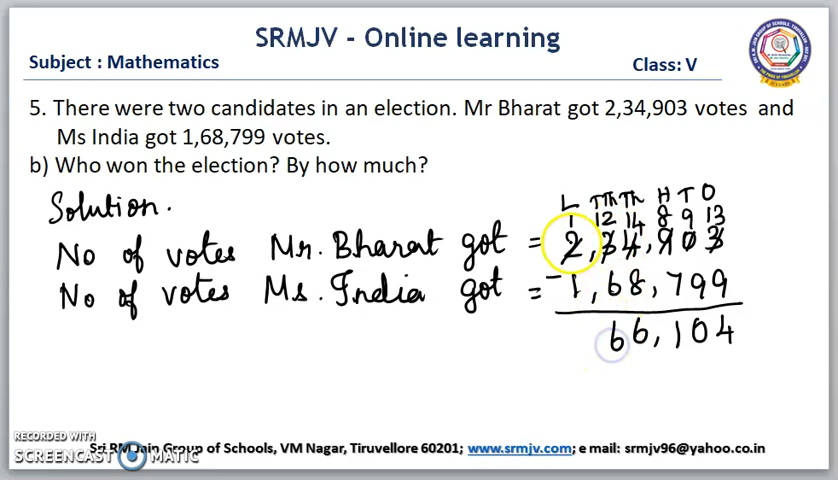 SRMJV - Online learning
Subject : Mathematics
Class: V
5. There were two candidates in an election. Mr Bharat got 2,34,903 votes and
Ms India got 1,68,799 votes.
b) Who won the election? By how much?
Solution.
L TTh Th H T O
1 12 14 8 9 13
No of votes Mr. Bharat got = 2,34,903
No of votes Ms. India got = - 1,68,799
66,104
RECORDED WITH
SCREENCAST MATIC
Sri RM Jain Group of Schools, VM Nagar, Tiruvellore 60201; www.srmjv.com; e mail: srmjv96@yahoo.co.in